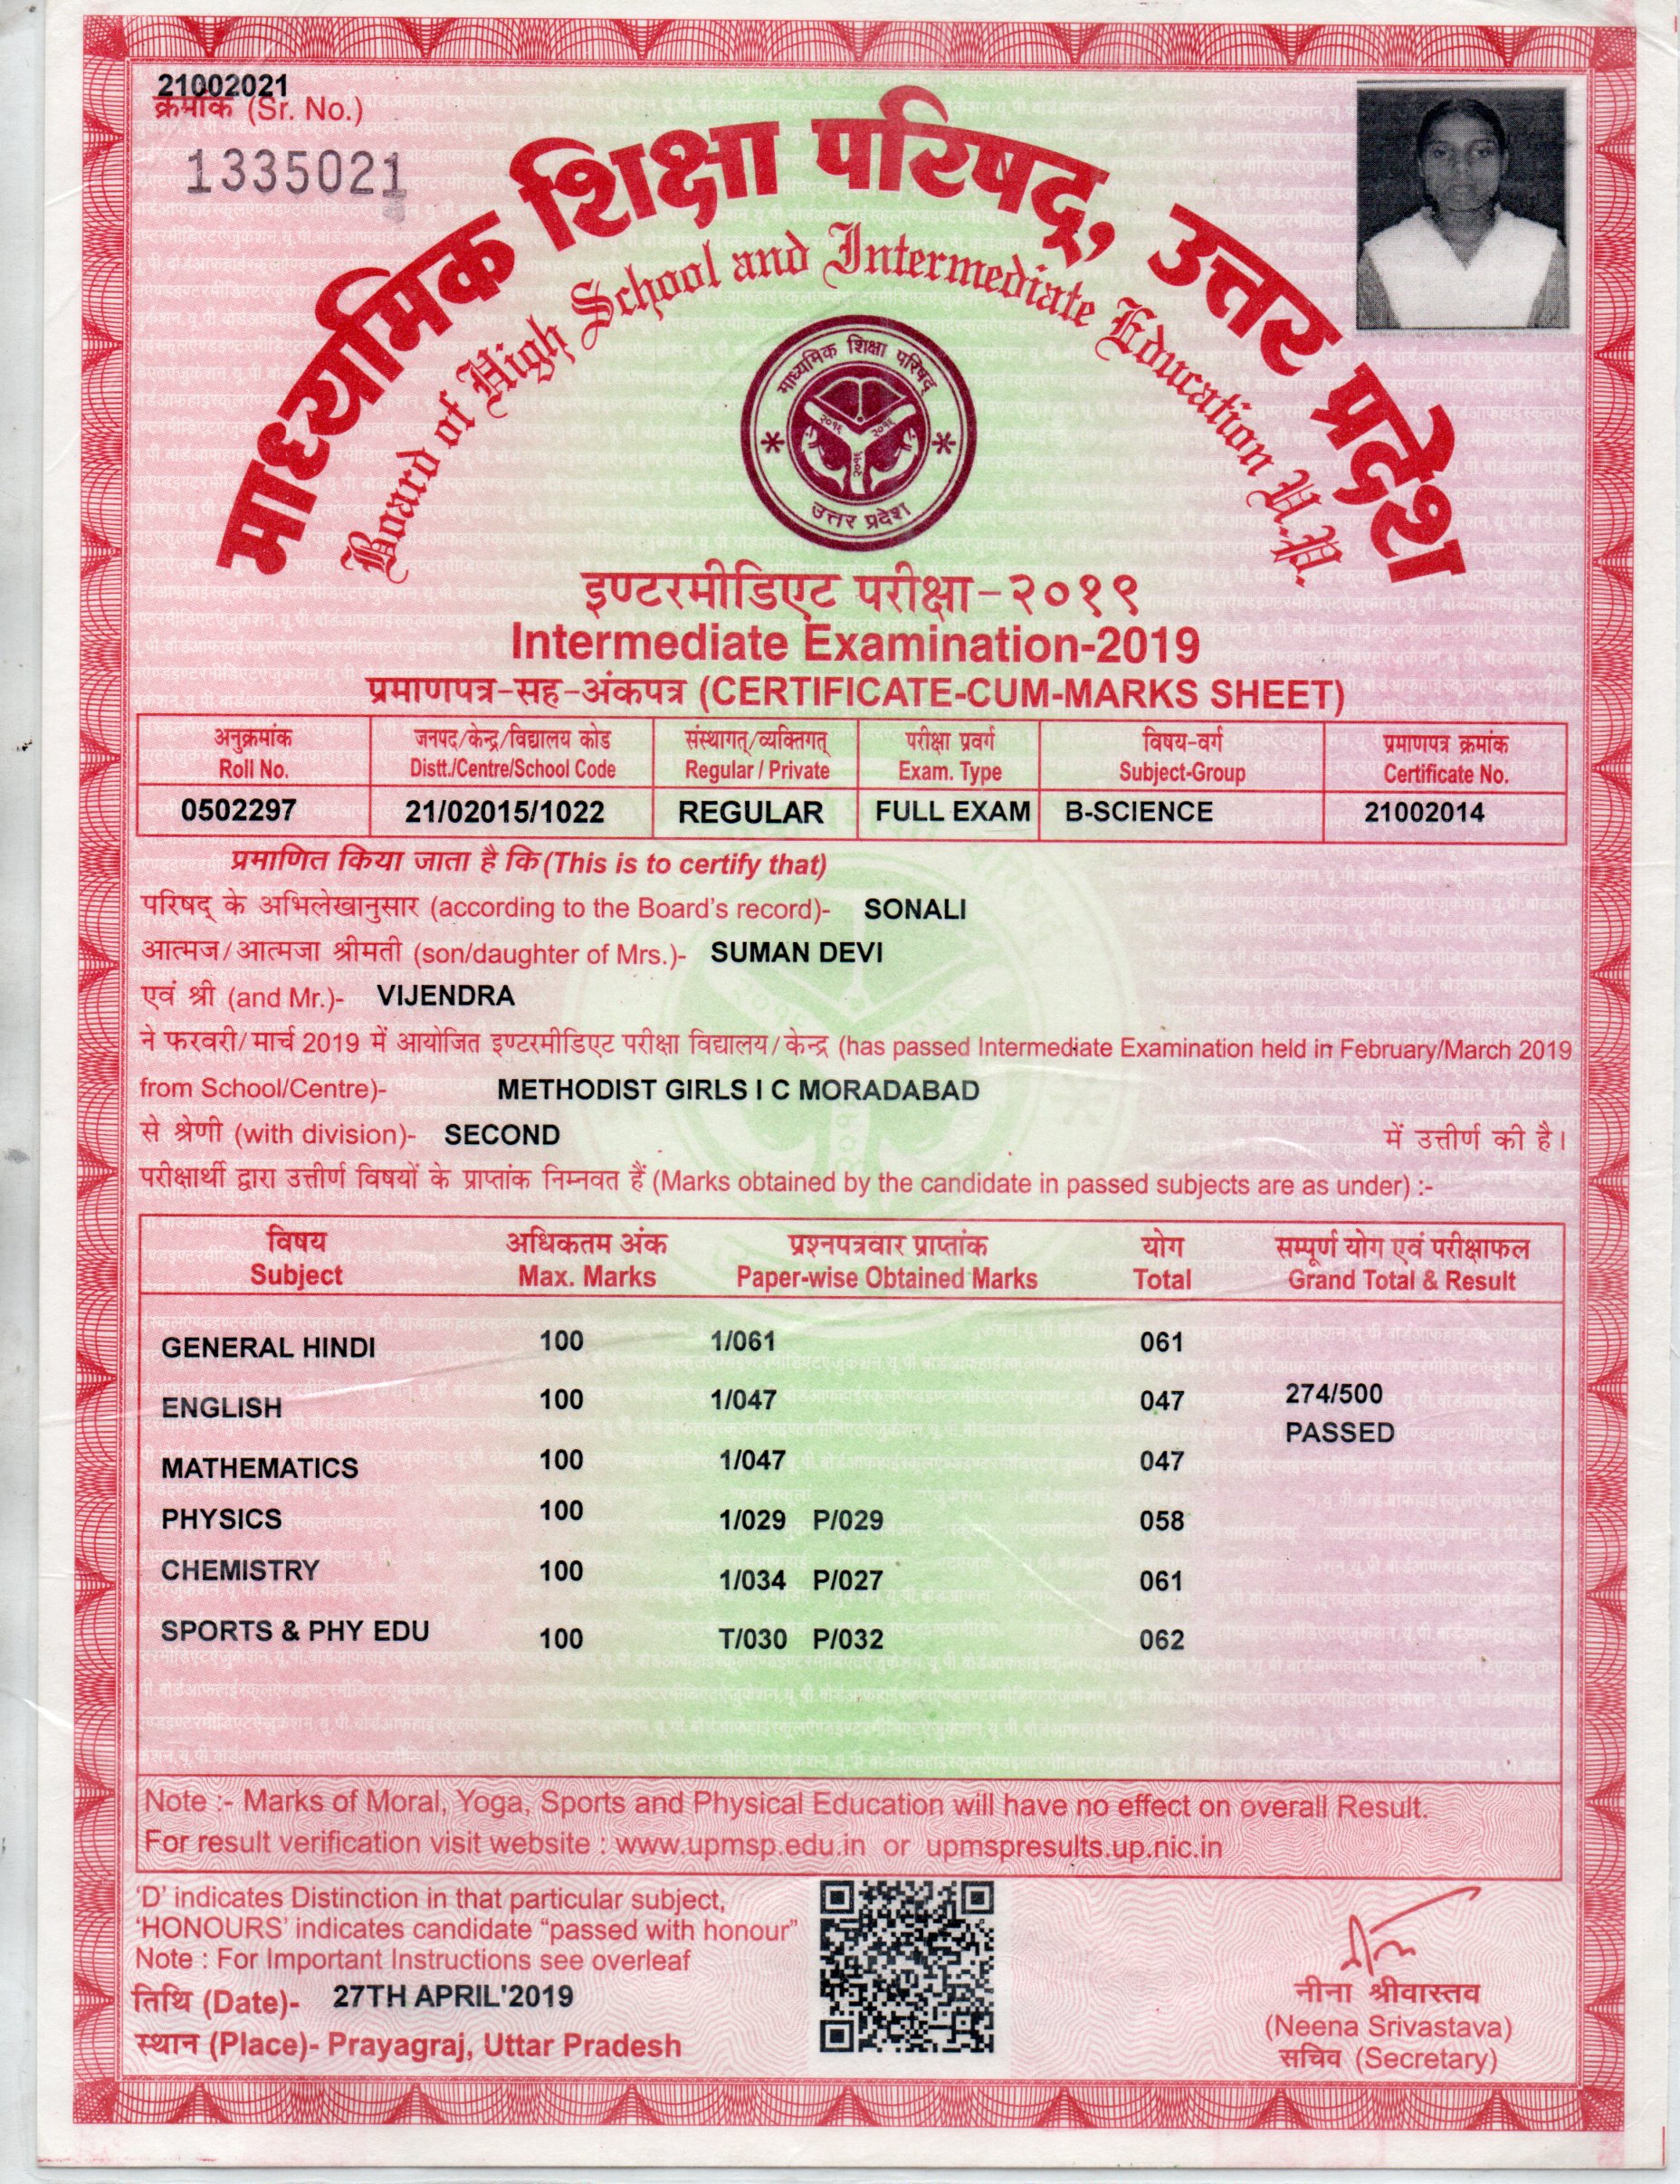 21002021
क्रमांक (Sr. No.)
1335021
माध्यमिक शिक्षा परिषद्, उत्तर प्रदेश
Board of High School and Intermediate Education U.P.
माध्यमिक शिक्षा परिषद्
२०१६ २०१६
२०१६
उत्तर प्रदेश
इण्टरमीडिएट परीक्षा-२०१९
Intermediate Examination-2019
प्रमाणपत्र-सह-अंकपत्र (CERTIFICATE-CUM-MARKS SHEET)
अनुक्रमांक जनपद/केन्द्र/विद्यालय कोड संस्थागत्/व्यक्तिगत् परीक्षा प्रवर्ग विषय-वर्ग प्रमाणपत्र क्रमांक
Roll No. Distt./Centre/School Code Regular / Private Exam. Type Subject-Group Certificate No.
0502297 21/02015/1022 REGULAR FULL EXAM B-SCIENCE 21002014
प्रमाणित किया जाता है कि (This is to certify that)
परिषद् के अभिलेखानुसार (according to the Board's record)- SONALI
आत्मज/आत्मजा श्रीमती (son/daughter of Mrs.)- SUMAN DEVI
एवं श्री (and Mr.)- VIJENDRA
ने फरवरी/मार्च 2019 में आयोजित इण्टरमीडिएट परीक्षा विद्यालय/केन्द्र (has passed Intermediate Examination held in February/March 2019
from School/Centre)- METHODIST GIRLS I C MORADABAD
से श्रेणी (with division)- SECOND में उत्तीर्ण की है।
परीक्षार्थी द्वारा उत्तीर्ण विषयों के प्राप्तांक निम्नवत हैं (Marks obtained by the candidate in passed subjects are as under) :-
विषय अधिकतम अंक प्रश्नपत्रवार प्राप्तांक योग सम्पूर्ण योग एवं परीक्षाफल
Subject Max. Marks Paper-wise Obtained Marks Total Grand Total & Result
GENERAL HINDI 100 1/061 061
ENGLISH 100 1/047 047 274/500
PASSED
MATHEMATICS 100 1/047 047
PHYSICS 100 1/029 P/029 058
CHEMISTRY 100 1/034 P/027 061
SPORTS & PHY EDU 100 T/030 P/032 062
Note :- Marks of Moral, Yoga, Sports and Physical Education will have no effect on overall Result.
For result verification visit website : www.upmsp.edu.in or upmspresults.up.nic.in
'D' indicates Distinction in that particular subject,
'HONOURS' indicates candidate "passed with honour"
Note : For Important Instructions see overleaf
तिथि (Date)- 27TH APRIL'2019
स्थान (Place)- Prayagraj, Uttar Pradesh
नीना श्रीवास्तव
(Neena Srivastava)
सचिव (Secretary)